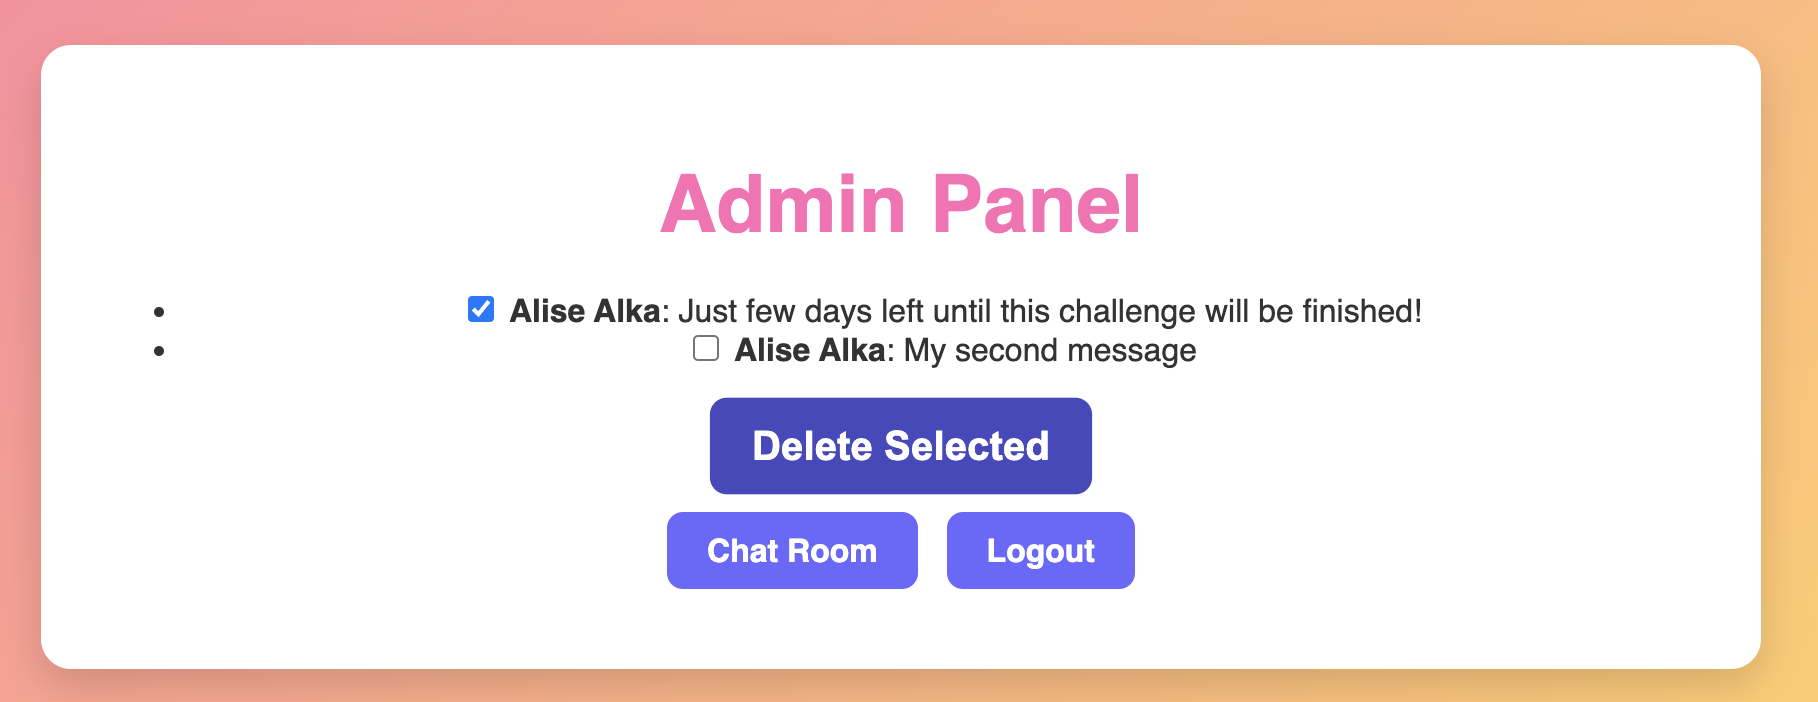 Admin Panel
Alise Alka: Just few days left until this challenge will be finished!
Alise Alka: My second message
Delete Selected
Chat Room
Logout